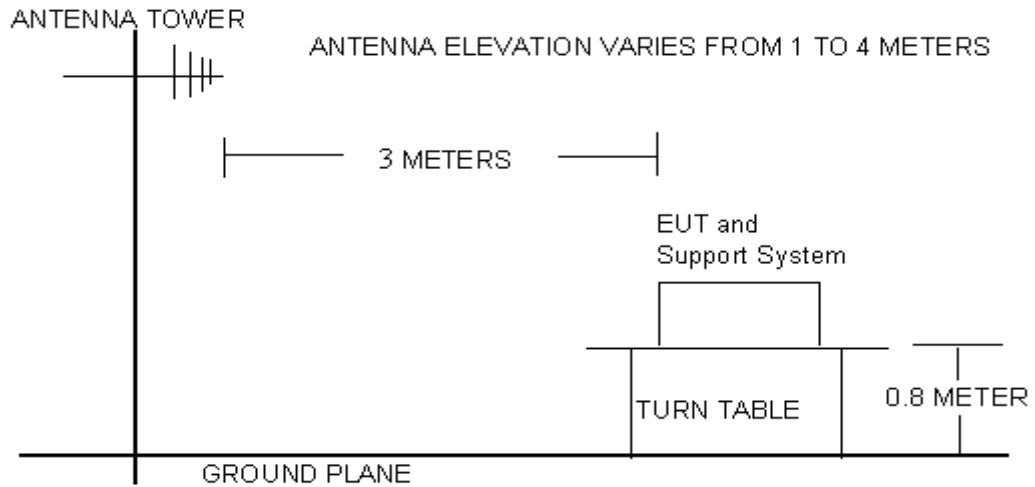 ANTENNA TOWER
ANTENNA ELEVATION VARIES FROM 1 TO 4 METERS
3 METERS
EUT and
Support System
TURN TABLE
0.8 METER
GROUND PLANE